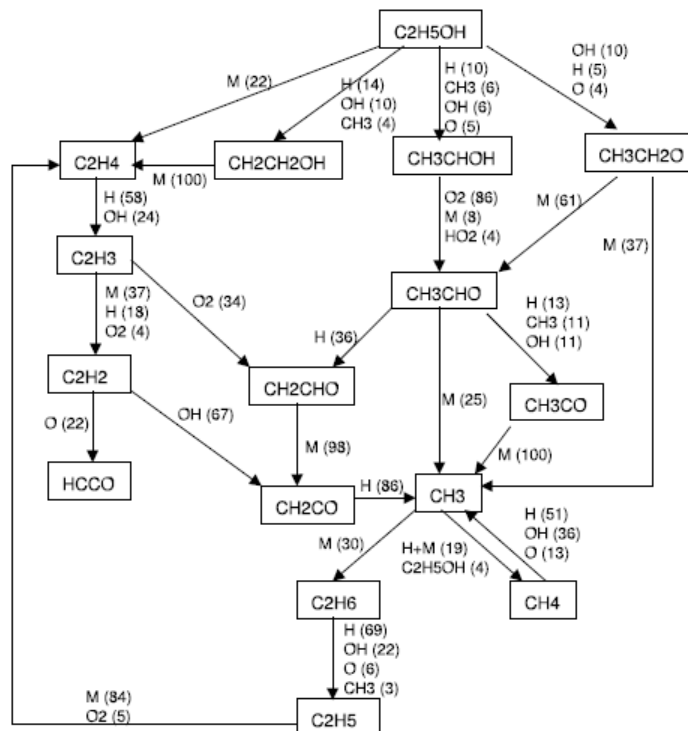 C2H5OH
OH (10)
H (5)
O (4)
M (22)
H (14)
OH (10)
CH3 (4)
H (10)
CH3 (6)
OH (6)
O (5)
C2H4
CH2CH2OH
CH3CHOH
CH3CH2O
M (100)
H (58)
OH (24)
O2 (86)
M (8)
HO2 (4)
M (61)
M (37)
C2H3
CH3CHO
M (37)
H (18)
O2 (4)
O2 (34)
H (36)
H (13)
CH3 (11)
OH (11)
C2H2
CH2CHO
M (25)
CH3CO
O (22)
OH (67)
M (98)
M (100)
HCCO
CH2CO
H (86)
CH3
M (30)
H+M (19)
C2H5OH (4)
H (51)
OH (36)
O (13)
C2H6
CH4
H (69)
OH (22)
O (6)
CH3 (3)
M (84)
O2 (5)
C2H5